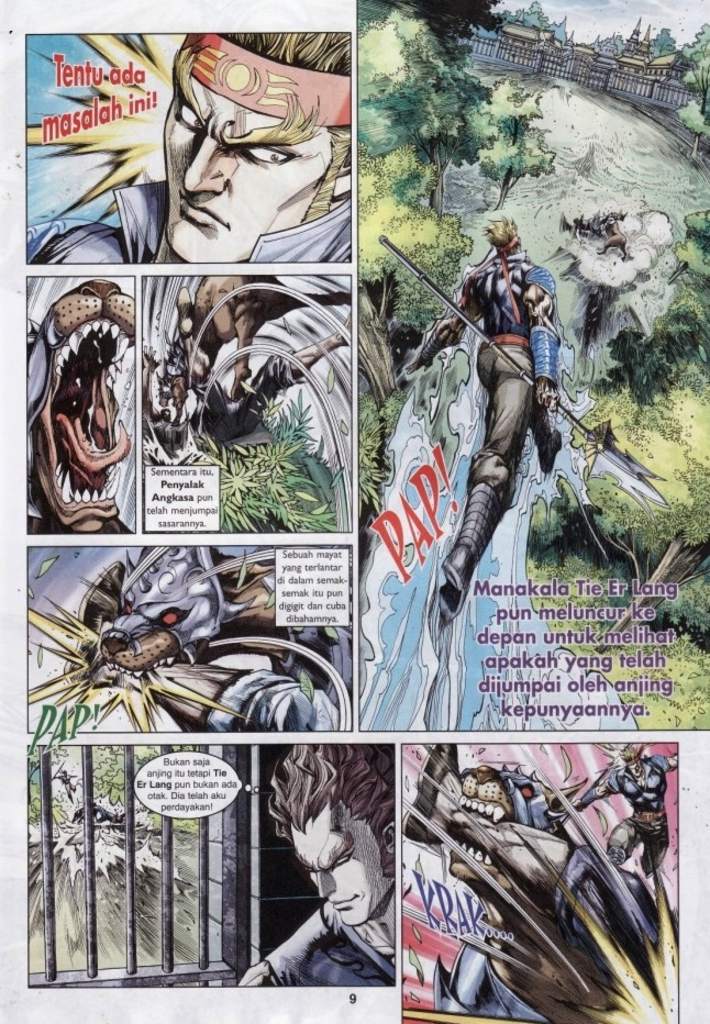 Tentu ada
masalah ini!
Sementara itu,
Penyalak
Angkasa pun
telah menjumpai
sasarannya.
PAP!
Manakala Tie Er Lang
pun meluncur ke
depan untuk melihat
apakah yang telah
dijumpai oleh anjing
kepunyaannya.
Sebuah mayat
yang terlantar
di dalam semak-
semak itu pun
digigit dan cuba
dibahamnya.
PAP!
Bukan saja
anjing itu tetapi Tie
Er Lang pun bukan ada
otak. Dia telah aku
perdayakan!
KRAK.....
9